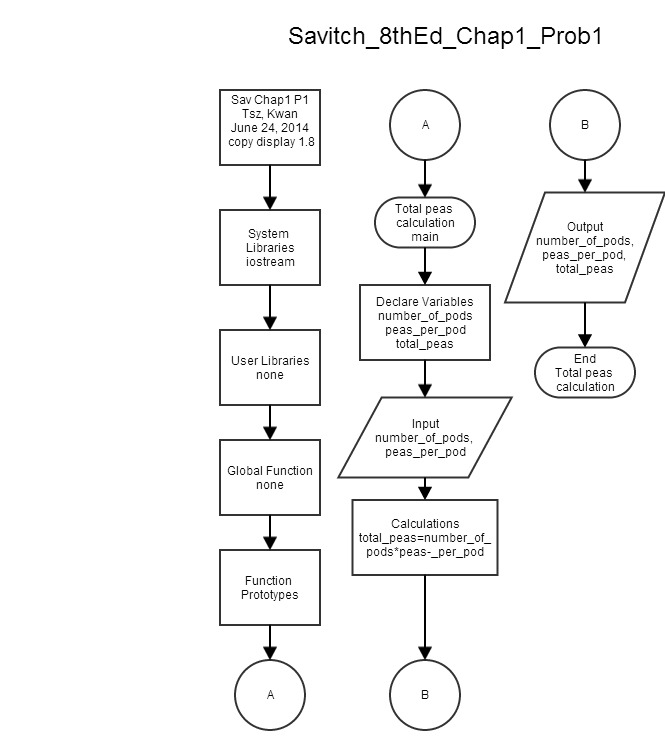 Savitch_8thEd_Chap1_Prob1
Sav Chap1 P1
Tsz, Kwan
June 24, 2014
copy display 1.8
System
Libraries
iostream
User Libraries
none
Global Function
none
Function
Prototypes
A
A
Total peas
calculation
main
Declare Variables
number_of_pods
peas_per_pod
total_peas
Input
number_of_pods,
peas_per_pod
Calculations
total_peas=number_of_
pods*peas-_per_pod
B
B
Output
number_of_pods,
peas_per_pod,
total_peas
End
Total peas
calculation